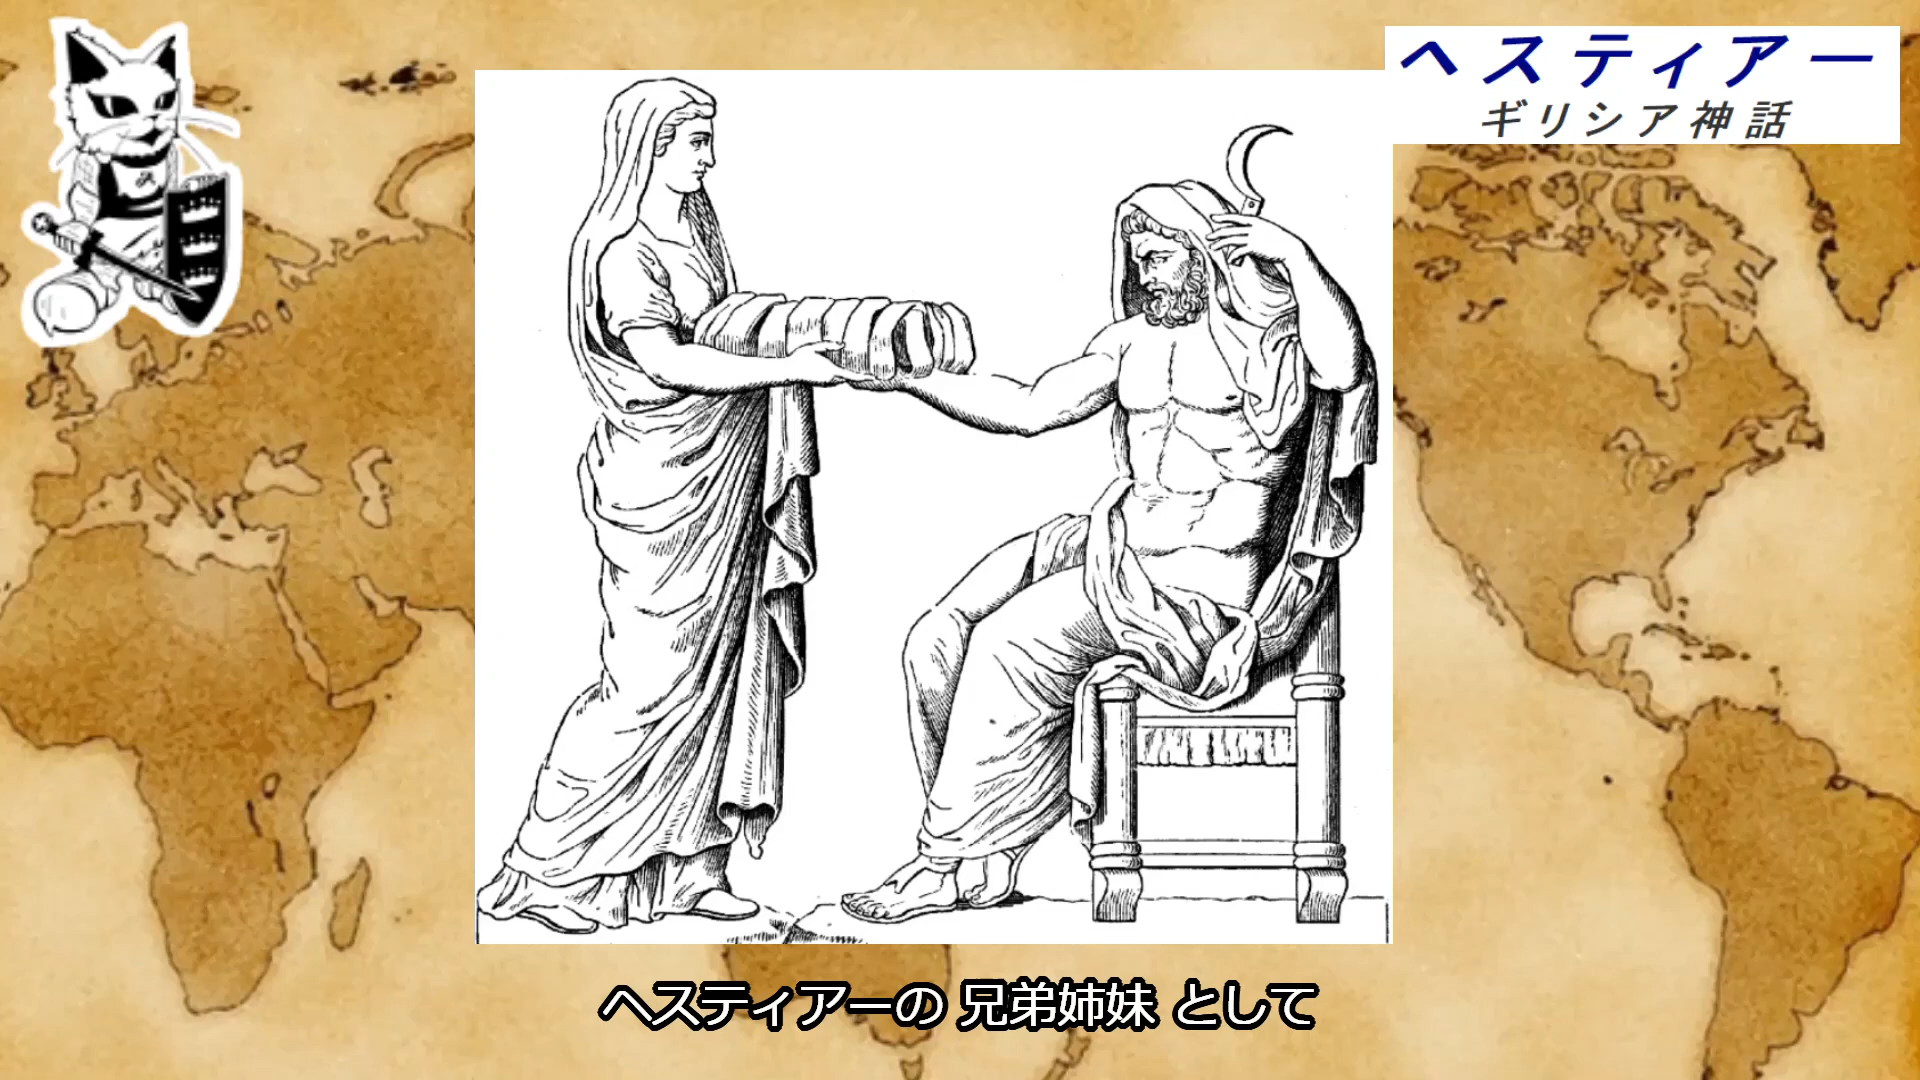 ヘスティアー
ギリシア神話
ヘスティアーの 兄弟姉妹 として